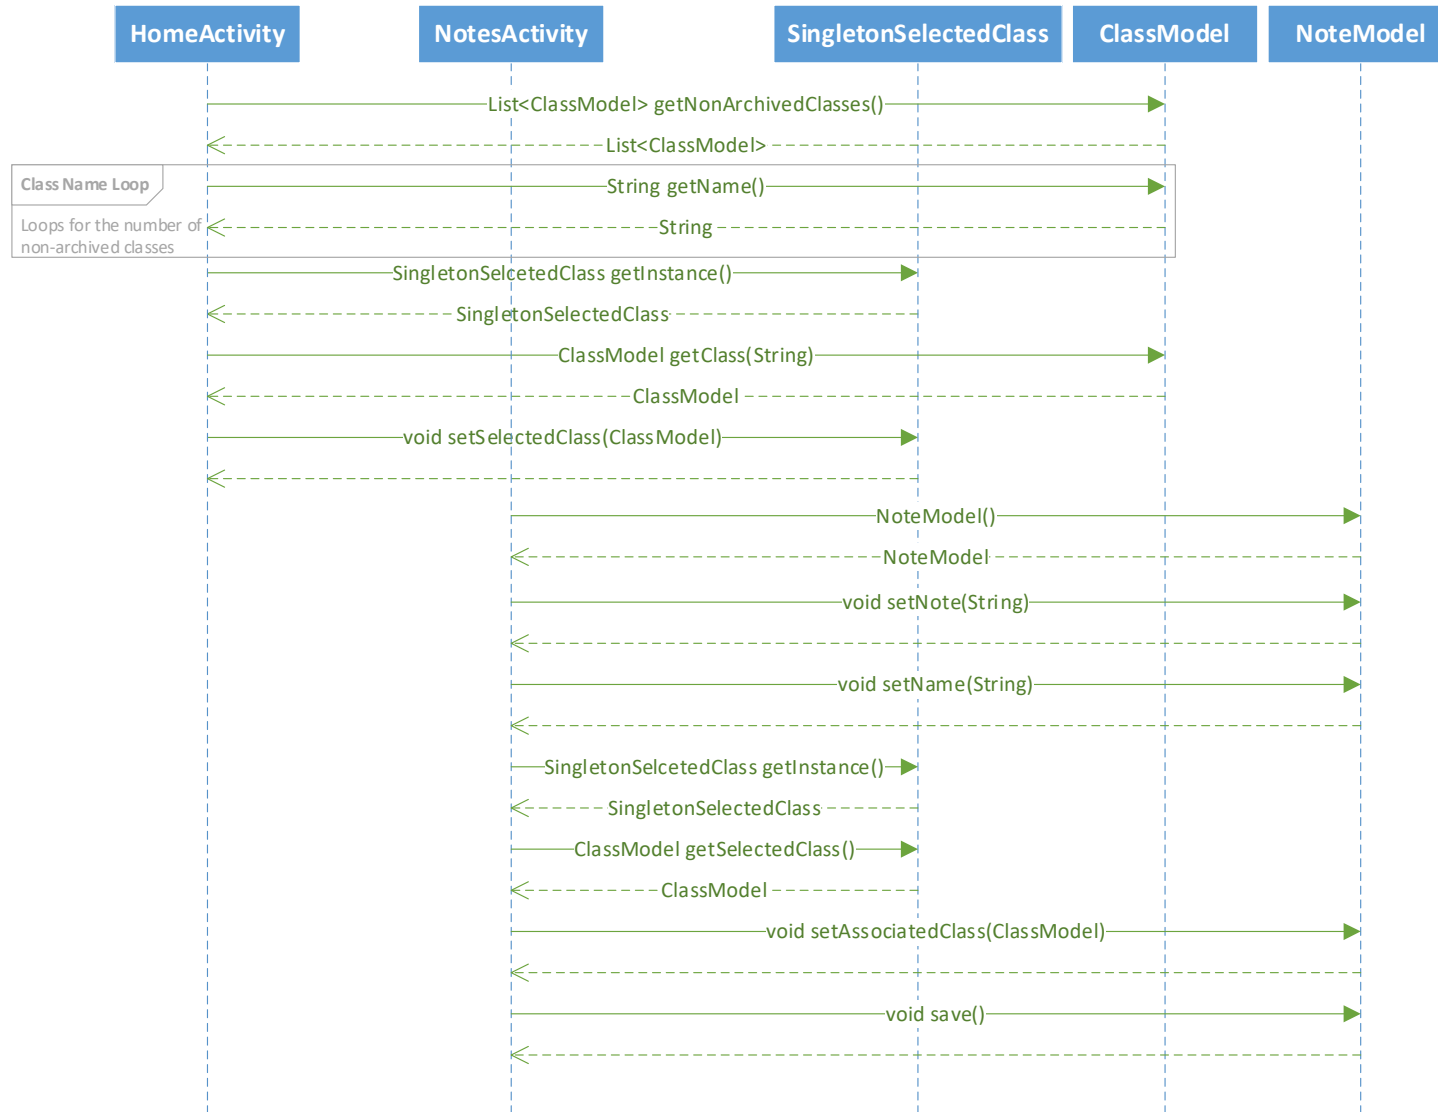 HomeActivity
NotesActivity
SingletonSelectedClass
ClassModel
NoteModel
List<ClassModel> getNonArchivedClasses()
List<ClassModel>
Class Name Loop
String getName()
Loops for the number of
non-archived classes
String
SingletonSelcetedClass getInstance()
SingletonSelectedClass
ClassModel getClass(String)
ClassModel
void setSelectedClass(ClassModel)
NoteModel()
NoteModel
void setNote(String)
void setName(String)
SingletonSelcetedClass getInstance()
SingletonSelectedClass
ClassModel getSelectedClass()
ClassModel
void setAssociatedClass(ClassModel)
void save()